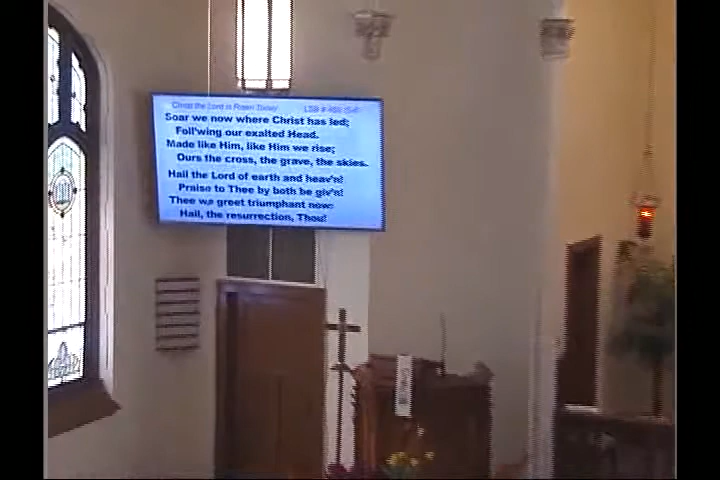 Christ the Lord is Risen Today
Soar we now where Christ has led;
Foll'wing our exalted Head.
Made like Him, like Him we rise;
Ours the cross, the grave, the skies.
Hail the Lord of earth and heav'n!
Praise to Thee by both be giv'n!
Thee we greet triumphant now:
Hail, the resurrection, Thou!